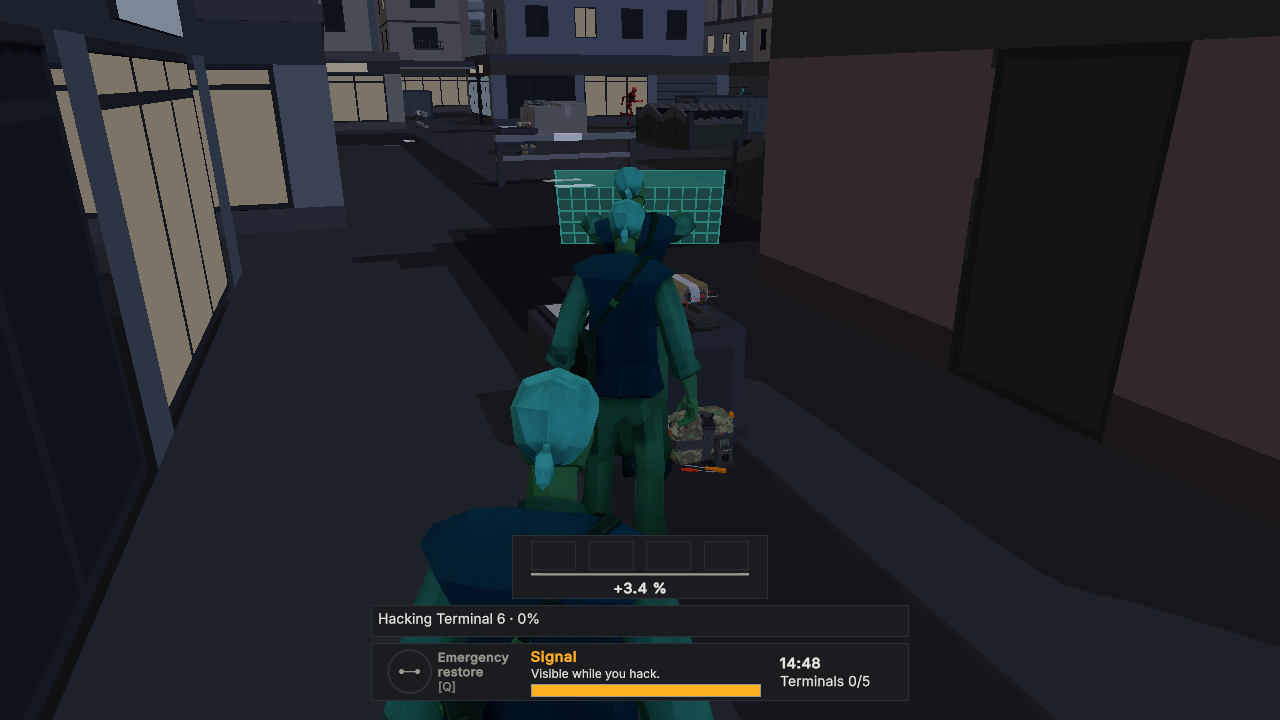 +3.4 %
Hacking Terminal 6 · 0%
Emergency
restore
[Q]
Signal
Visible while you hack.
14:48
Terminals 0/5